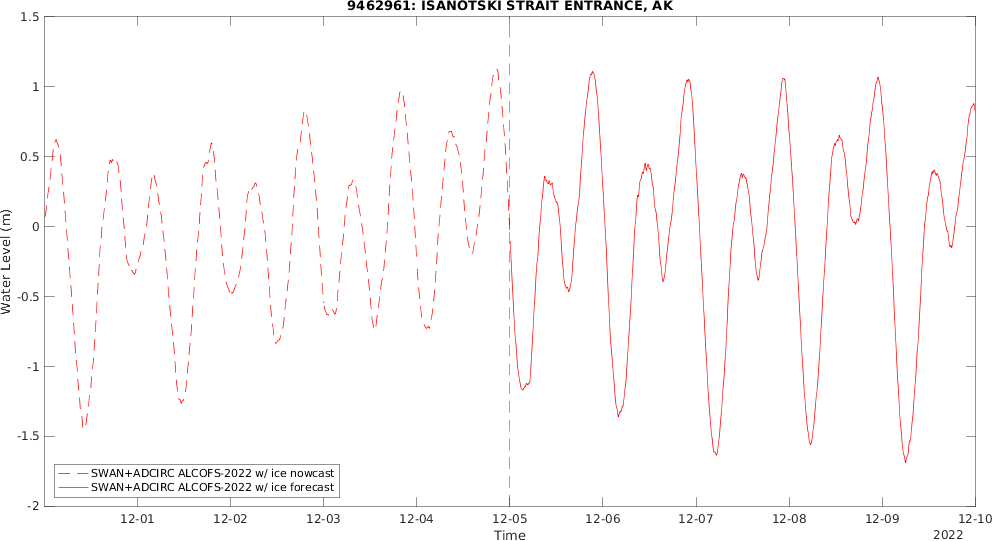 9462961: ISANOTSKI STRAIT ENTRANCE, AK
1.5
1
0.5
0
-0.5
-1
-1.5
-2
Water Level (m)
SWAN+ADCIRC ALCOFS-2022 w/ ice nowcast
SWAN+ADCIRC ALCOFS-2022 w/ ice forecast
12-01 12-02 12-03 12-04 12-05 12-06 12-07 12-08 12-09 12-10
Time
2022